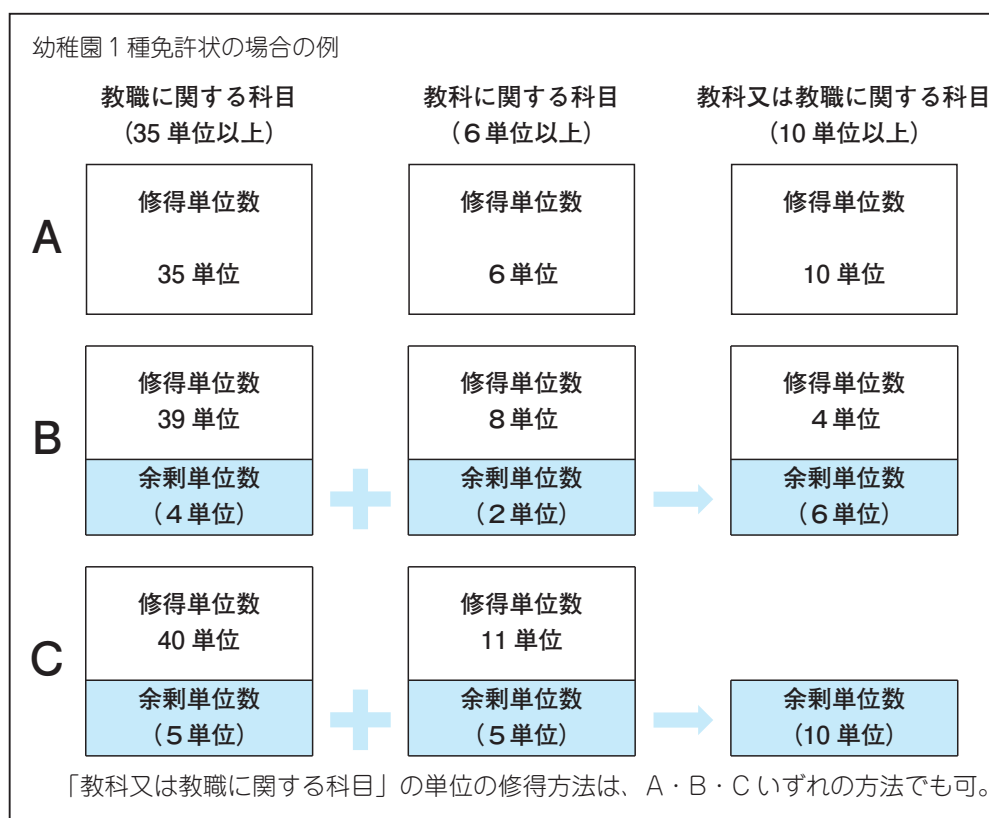 幼稚園1種免許状の場合の例
教職に関する科目
(35 単位以上)
教科に関する科目
(6 単位以上)
教科又は教職に関する科目
(10 単位以上)
A
修得単位数
35 単位
修得単位数
6 単位
修得単位数
10 単位
B
修得単位数
39 単位
余剰単位数
(4 単位)
修得単位数
8 単位
余剰単位数
(2 単位)
修得単位数
4 単位
余剰単位数
(6 単位)
C
修得単位数
40 単位
余剰単位数
(5 単位)
修得単位数
11 単位
余剰単位数
(5 単位)
余剰単位数
(10 単位)
「教科又は教職に関する科目」の単位の修得方法は、A・B・Cいずれの方法でも可。